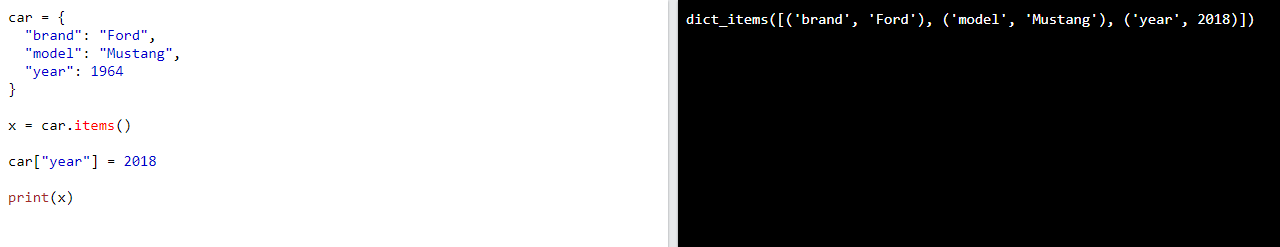 car = {
  "brand": "Ford",
  "model": "Mustang",
  "year": 1964
}
x = car.items()
car["year"] = 2018
print(x)
dict_items([('brand', 'Ford'), ('model', 'Mustang'), ('year', 2018)])